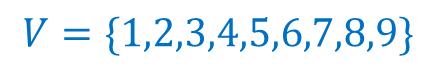 V = {1,2,3,4,5,6,7,8,9}